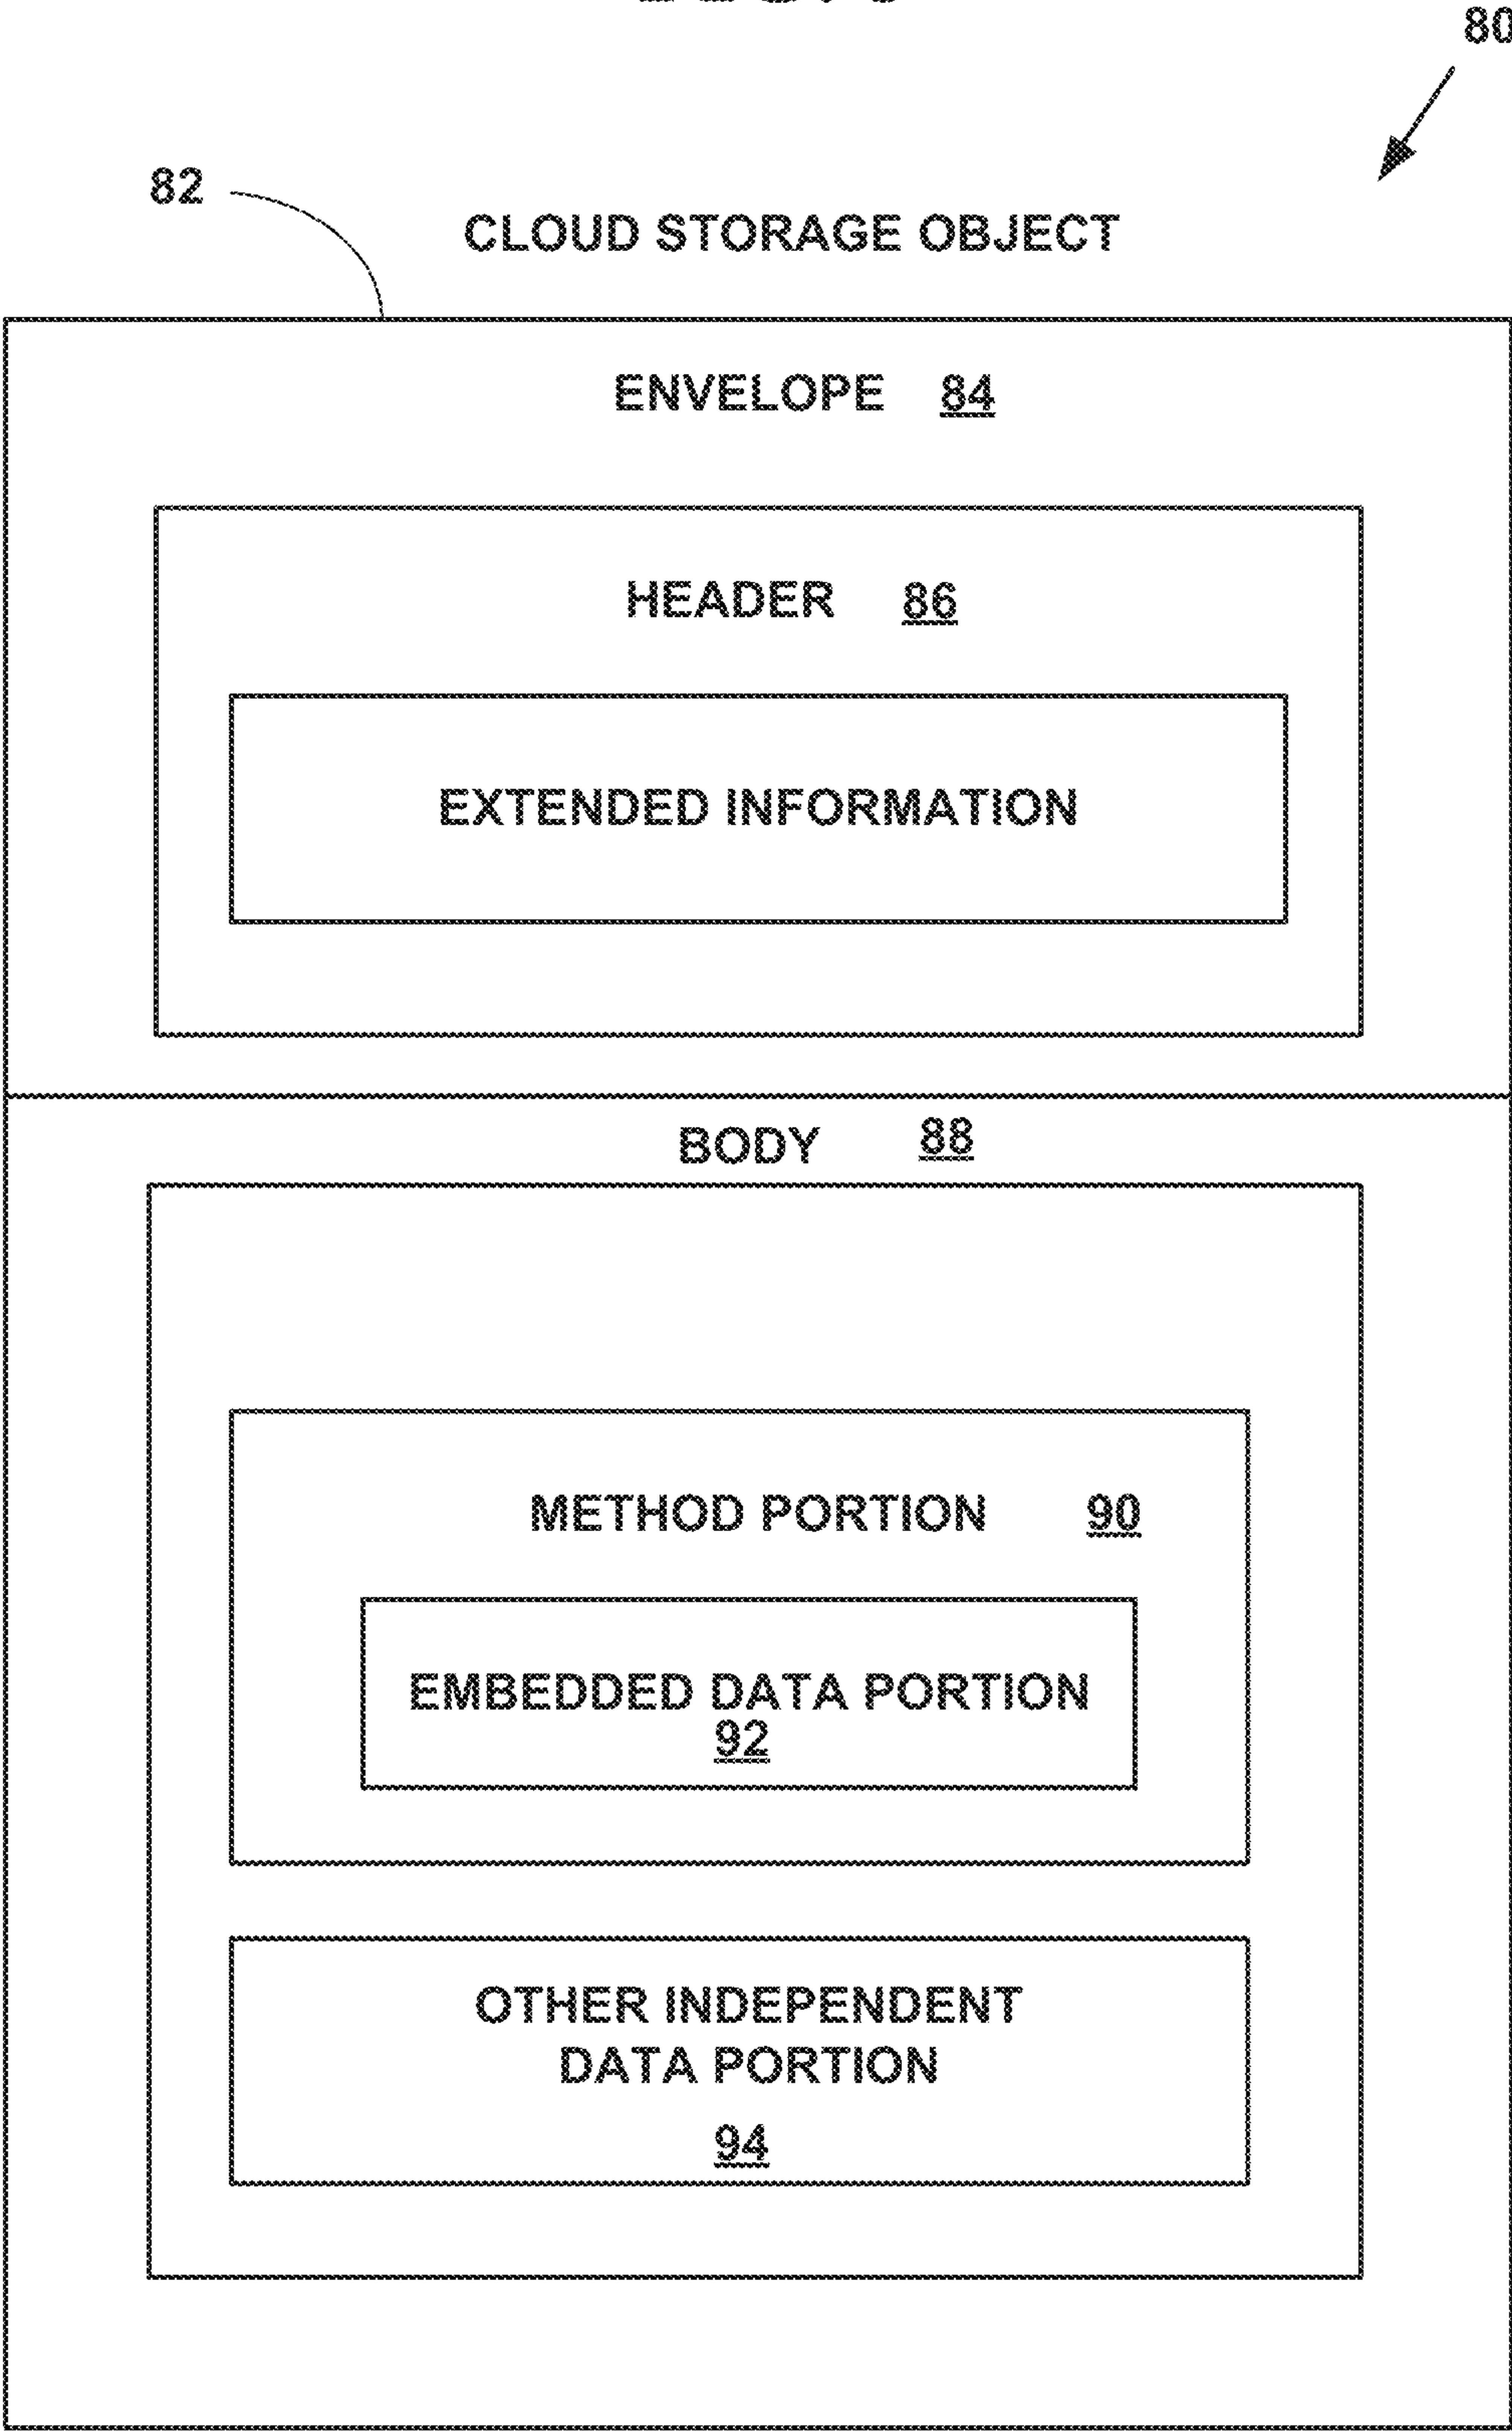 80
82
CLOUD STORAGE OBJECT
ENVELOPE 84
HEADER 86
EXTENDED INFORMATION
BODY 88
METHOD PORTION 90
EMBEDDED DATA PORTION
92
OTHER INDEPENDENT
DATA PORTION
94